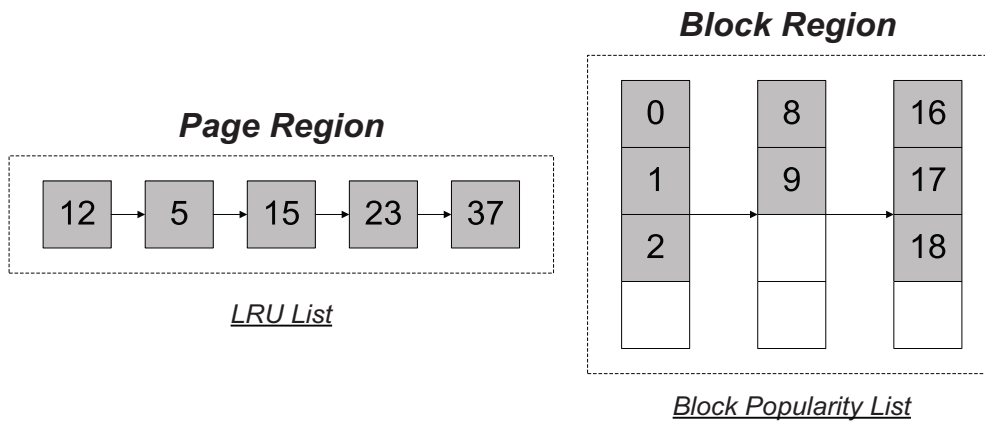 Page Region
12 5 15 23 37
LRU List
Block Region
0 8 16
1 9 17
2 18
Block Popularity List